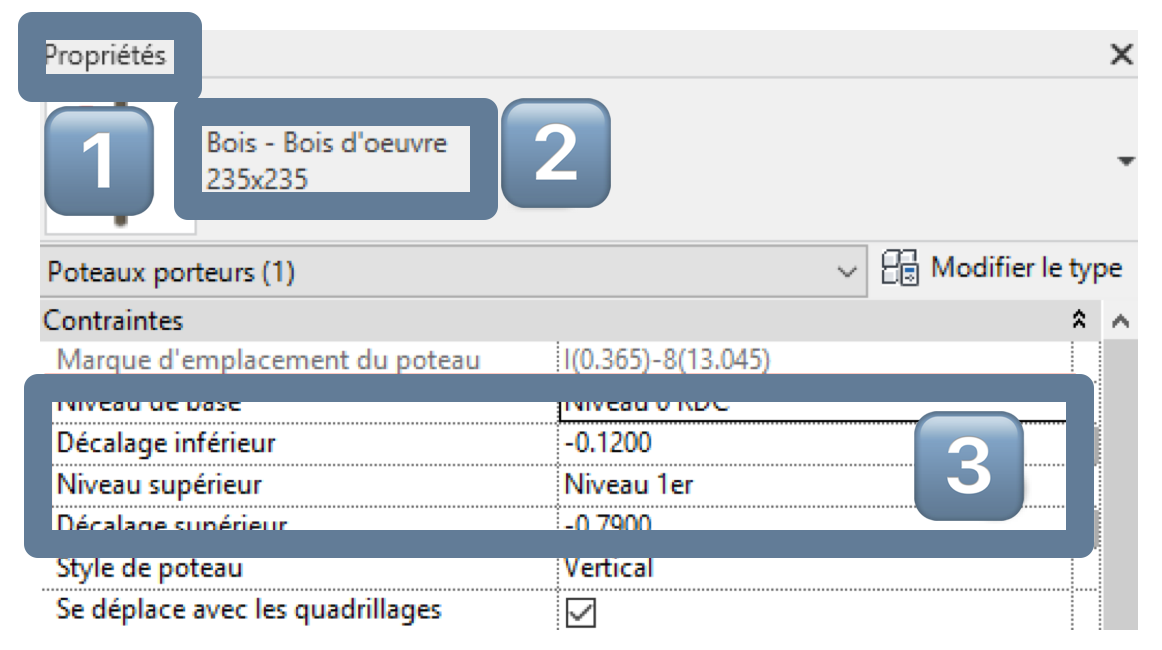 Propriétés
1
Bois - Bois d'oeuvre
235x235
2
Poteaux porteurs (1)
Modifier le type
Contraintes
Marque d'emplacement du poteau I(0.365)-8(13.045)
Niveau de base Niveau 0 RDC
Décalage inférieur -0.1200
3
Niveau supérieur Niveau 1er
Décalage supérieur -0.7900
Style de poteau Vertical
Se déplace avec les quadrillages